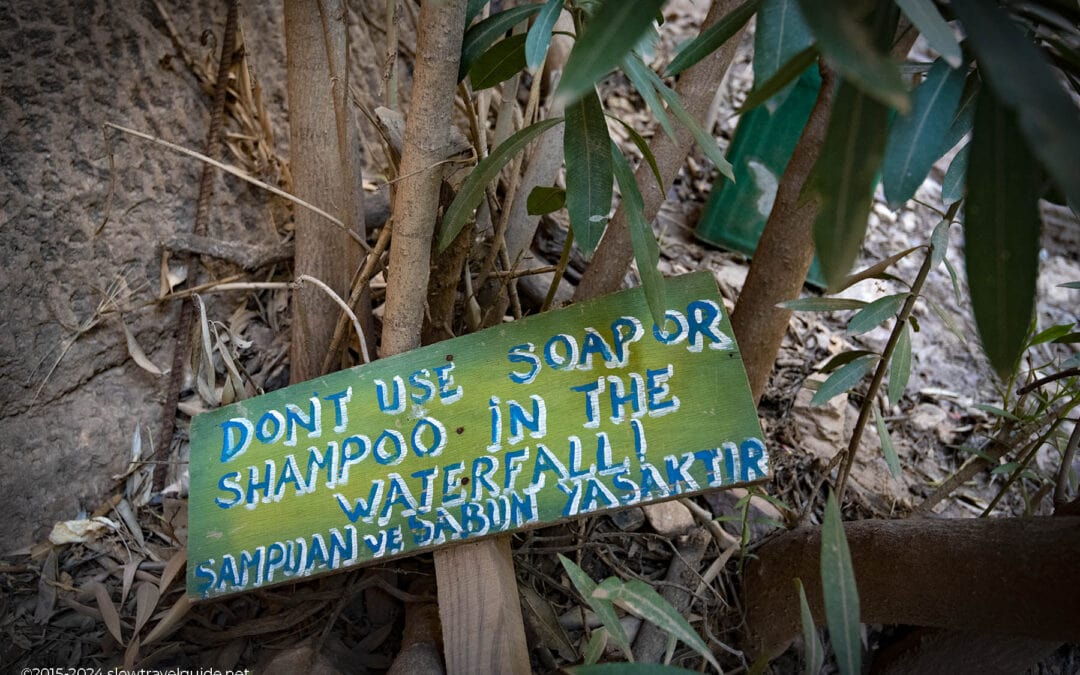 DONT USE SOAP OR
SHAMPOO IN THE
WATERFALL!
SAMPUAN VE SABUN YASAKTIR
©2015-2024 slowtravelguide.net